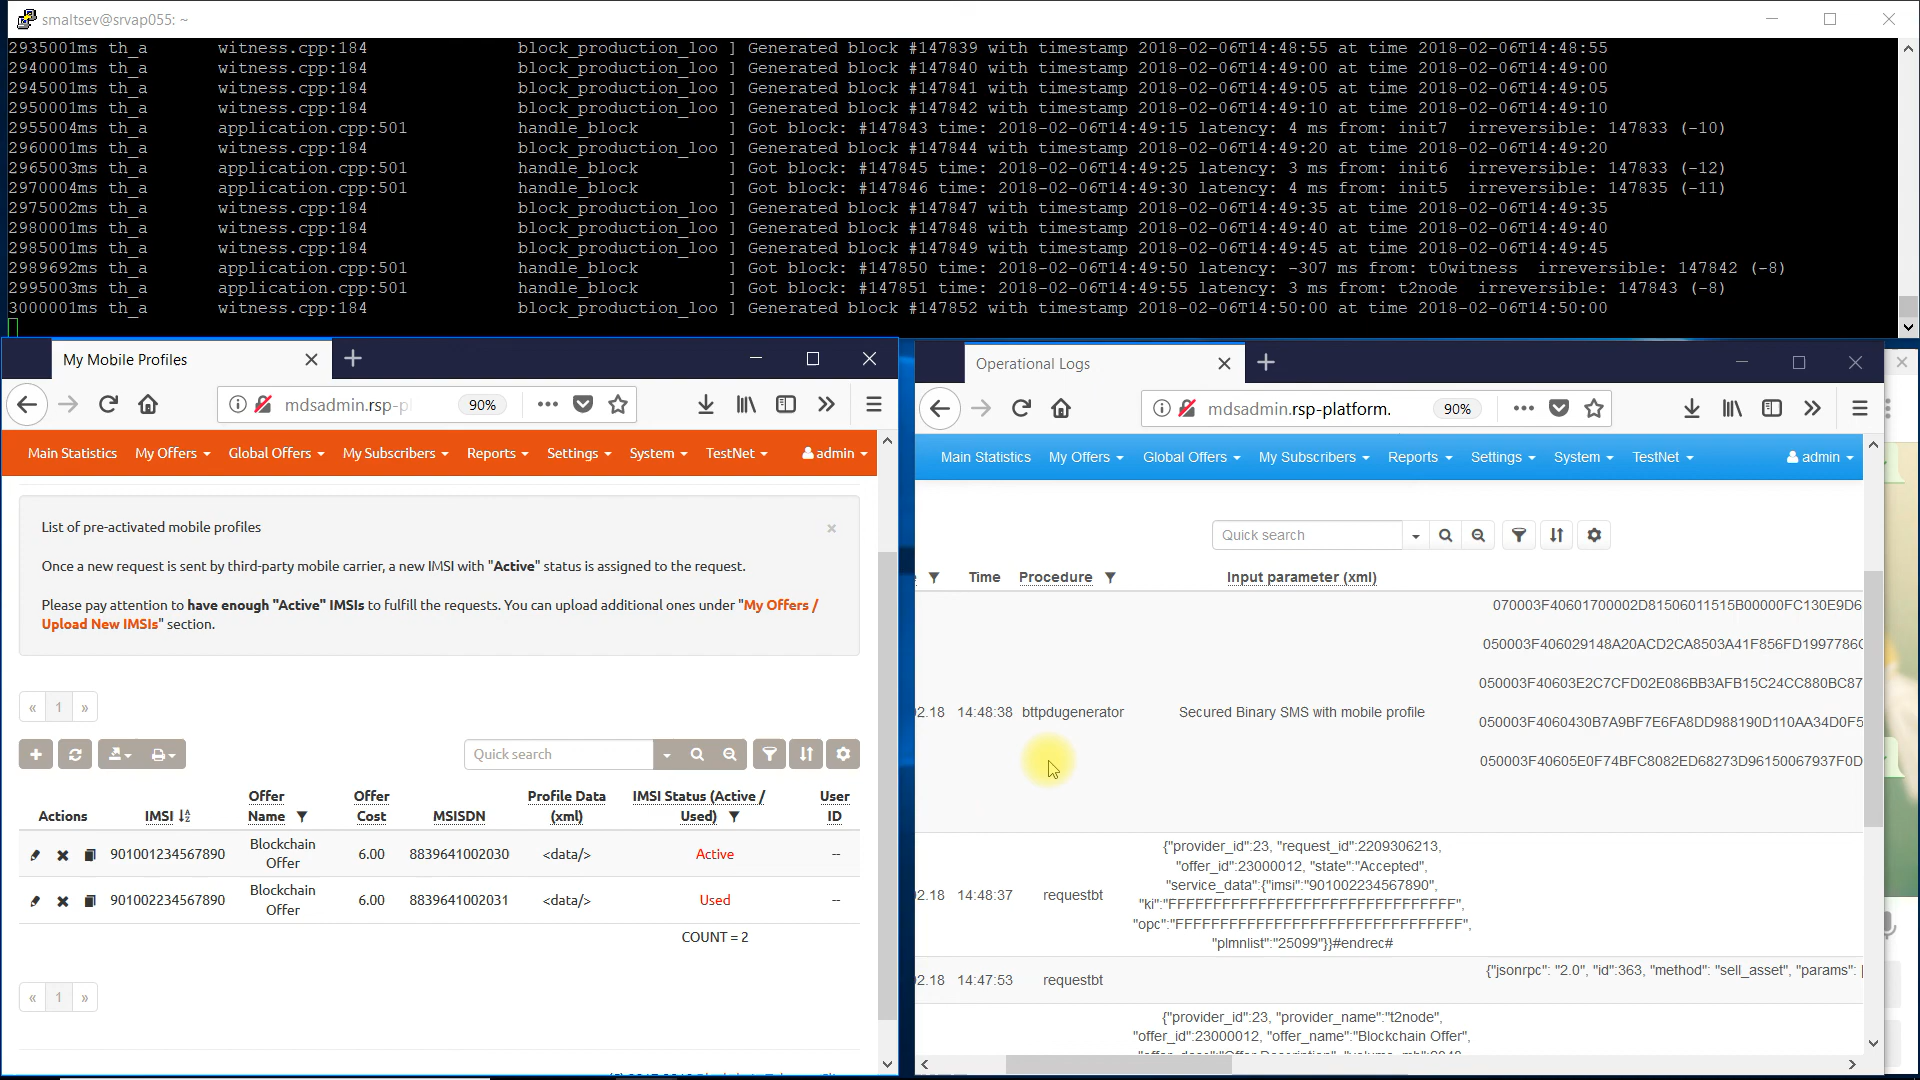 smaltsev@srvap055: ~
2935001ms th_a witness.cpp:184 block_production_loo ] Generated block #147839 with timestamp 2018-02-06T14:48:55 at time 2018-02-06T14:48:55
2940001ms th_a witness.cpp:184 block_production_loo ] Generated block #147840 with timestamp 2018-02-06T14:49:00 at time 2018-02-06T14:49:00
2945001ms th_a witness.cpp:184 block_production_loo ] Generated block #147841 with timestamp 2018-02-06T14:49:05 at time 2018-02-06T14:49:05
2950001ms th_a witness.cpp:184 block_production_loo ] Generated block #147842 with timestamp 2018-02-06T14:49:10 at time 2018-02-06T14:49:10
2955004ms th_a application.cpp:501 handle_block ] Got block: #147843 time: 2018-02-06T14:49:15 latency: 4 ms from: init7 irreversible: 147833 (-10)
2960001ms th_a witness.cpp:184 block_production_loo ] Generated block #147844 with timestamp 2018-02-06T14:49:20 at time 2018-02-06T14:49:20
2965003ms th_a application.cpp:501 handle_block ] Got block: #147845 time: 2018-02-06T14:49:25 latency: 3 ms from: init6 irreversible: 147833 (-12)
2970004ms th_a application.cpp:501 handle_block ] Got block: #147846 time: 2018-02-06T14:49:30 latency: 4 ms from: init5 irreversible: 147835 (-11)
2975002ms th_a witness.cpp:184 block_production_loo ] Generated block #147847 with timestamp 2018-02-06T14:49:35 at time 2018-02-06T14:49:35
2980001ms th_a witness.cpp:184 block_production_loo ] Generated block #147848 with timestamp 2018-02-06T14:49:40 at time 2018-02-06T14:49:40
2985001ms th_a witness.cpp:184 block_production_loo ] Generated block #147849 with timestamp 2018-02-06T14:49:45 at time 2018-02-06T14:49:45
2989692ms th_a application.cpp:501 handle_block ] Got block: #147850 time: 2018-02-06T14:49:50 latency: -307 ms from: t0witness irreversible: 147842 (-8)
2995003ms th_a application.cpp:501 handle_block ] Got block: #147851 time: 2018-02-06T14:49:55 latency: 3 ms from: t2node irreversible: 147843 (-8)
3000001ms th_a witness.cpp:184 block_production_loo ] Generated block #147852 with timestamp 2018-02-06T14:50:00 at time 2018-02-06T14:50:00
My Mobile Profiles
mdsadmin.rsp-p 90%
Main Statistics My Offers Global Offers My Subscribers Reports Settings System TestNet admin
List of pre-activated mobile profiles
Once a new request is sent by third-party mobile carrier, a new IMSI with "Active" status is assigned to the request.
Please pay attention to have enough "Active" IMSIs to fulfill the requests. You can upload additional ones under "My Offers /
Upload New IMSIs" section.
« 1 »
Quick search
Actions IMSI Offer Name Offer Cost MSISDN Profile Data (xml) IMSI Status (Active / Used) User ID
901001234567890 Blockchain Offer 6.00 8839641002030 <data/> Active --
901002234567890 Blockchain Offer 6.00 8839641002031 <data/> Used --
COUNT = 2
« 1 »
Operational Logs
mdsadmin.rsp-platform. 90%
Main Statistics My Offers Global Offers My Subscribers Reports Settings System TestNet admin
Quick search
Time Procedure Input parameter (xml)
070003F40601700002D81506011515B00000FC130E9D6
050003F406029148A20ACD2CA8503A41F856FD1997786C
050003F40603E2C7CFD02E086BB3AFB15C24CC880BC87
02.18 14:48:38 bttpdugenerator Secured Binary SMS with mobile profile
050003F4060430B7A9BF7E6FA8DD988190D110AA34D0F5
050003F40605E0F74BFC8082ED68273D96150067937F0D
02.18 14:48:37 requestbt
{"provider_id":23, "request_id":2209306213,
"offer_id":23000012, "state":"Accepted",
"service_data":{"imsi":"901002234567890",
"ki":"FFFFFFFFFFFFFFFFFFFFFFFFFFFFFFFF",
"opc":"FFFFFFFFFFFFFFFFFFFFFFFFFFFFFFFF",
"plmnlist":"25099"}}#endrec#
02.18 14:47:53 requestbt {"jsonrpc": "2.0", "id":363, "method": "sell_asset", "params": [
{"provider_id":23, "provider_name":"t2node",
"offer_id":23000012, "offer_name":"Blockchain Offer",